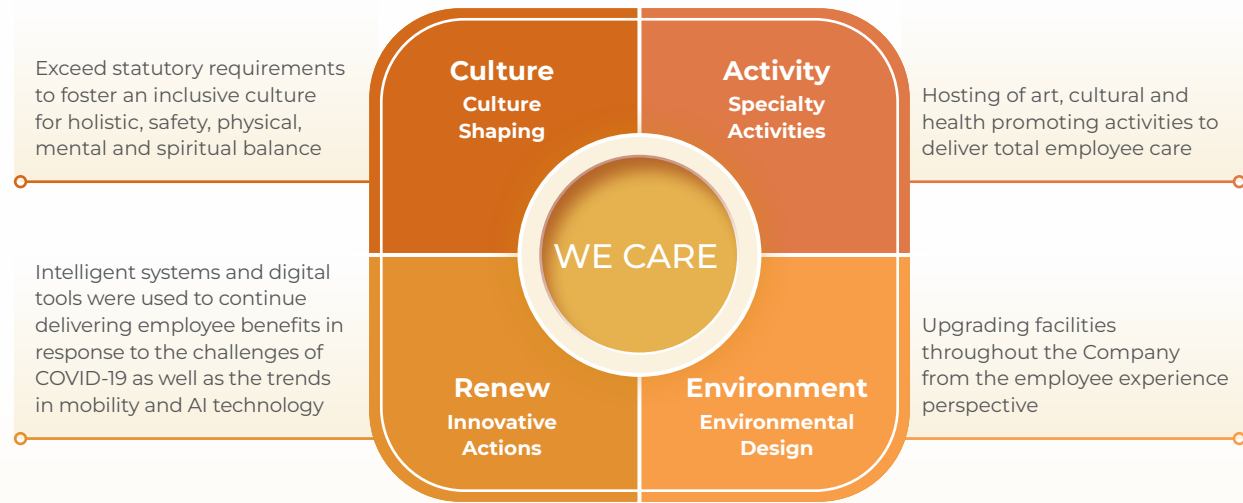 Exceed statutory requirements
to foster an inclusive culture
for holistic, safety, physical,
mental and spiritual balance
Culture
Culture
Shaping
Activity
Specialty
Activities
Hosting of art, cultural and
health promoting activities to
deliver total employee care
WE CARE
Intelligent systems and digital
tools were used to continue
delivering employee benefits in
response to the challenges of
COVID-19 as well as the trends
in mobility and AI technology
Renew
Innovative
Actions
Environment
Environmental
Design
Upgrading facilities
throughout the Company
from the employee experience
perspective